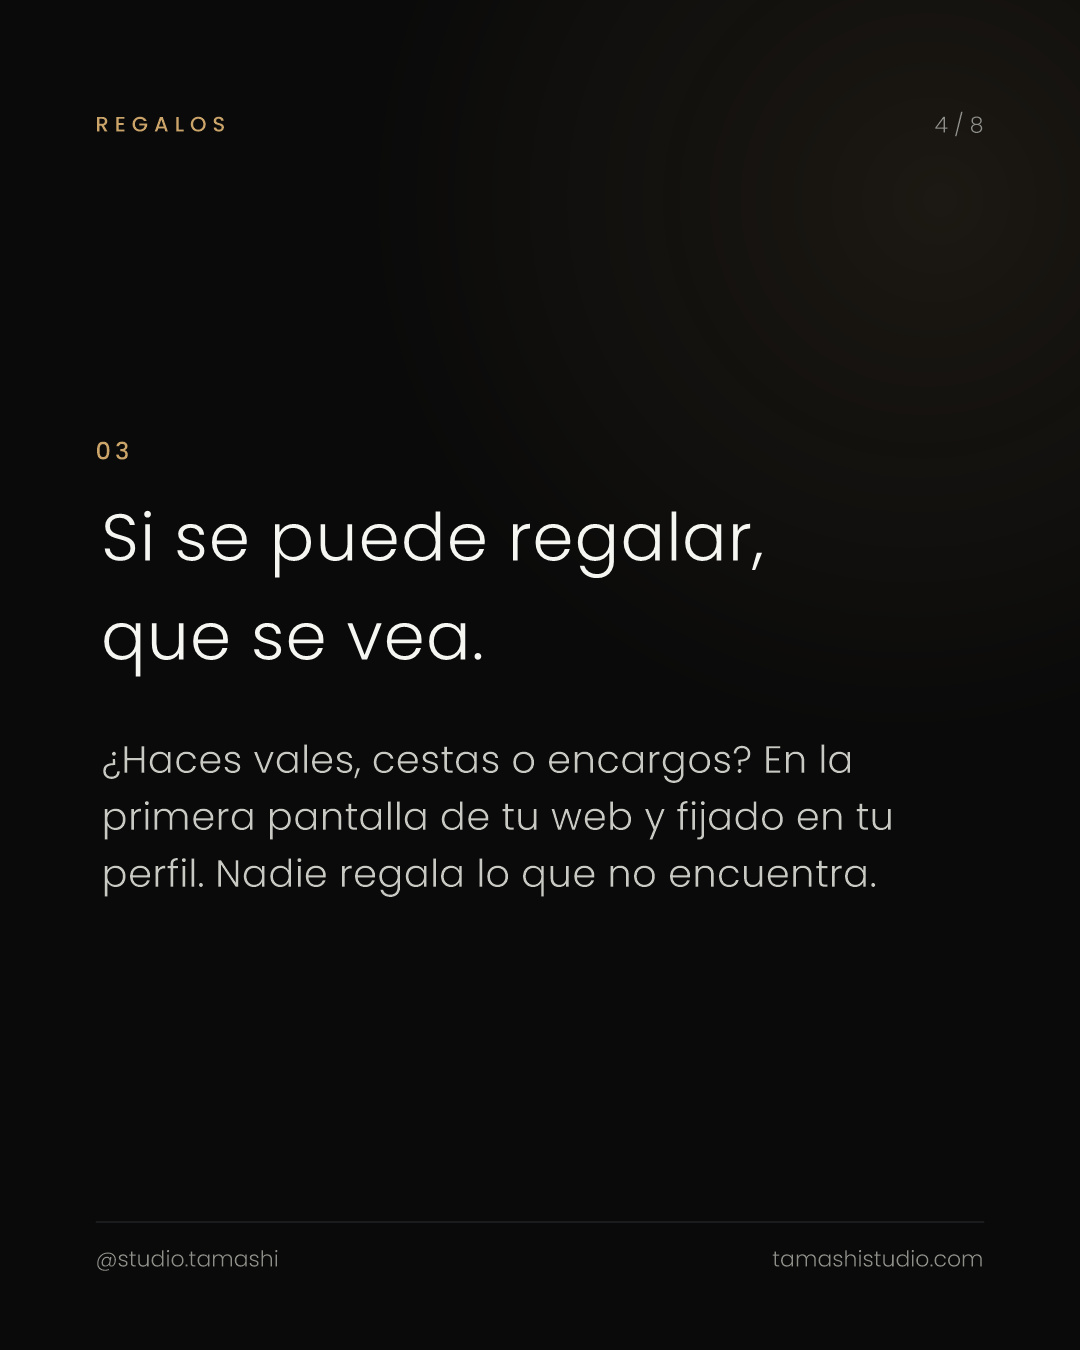 REGALOS
4 / 8
03
Si se puede regalar,
que se vea.
¿Haces vales, cestas o encargos? En la
primera pantalla de tu web y fijado en tu
perfil. Nadie regala lo que no encuentra.
@studio.tamashi
tamashistudio.com